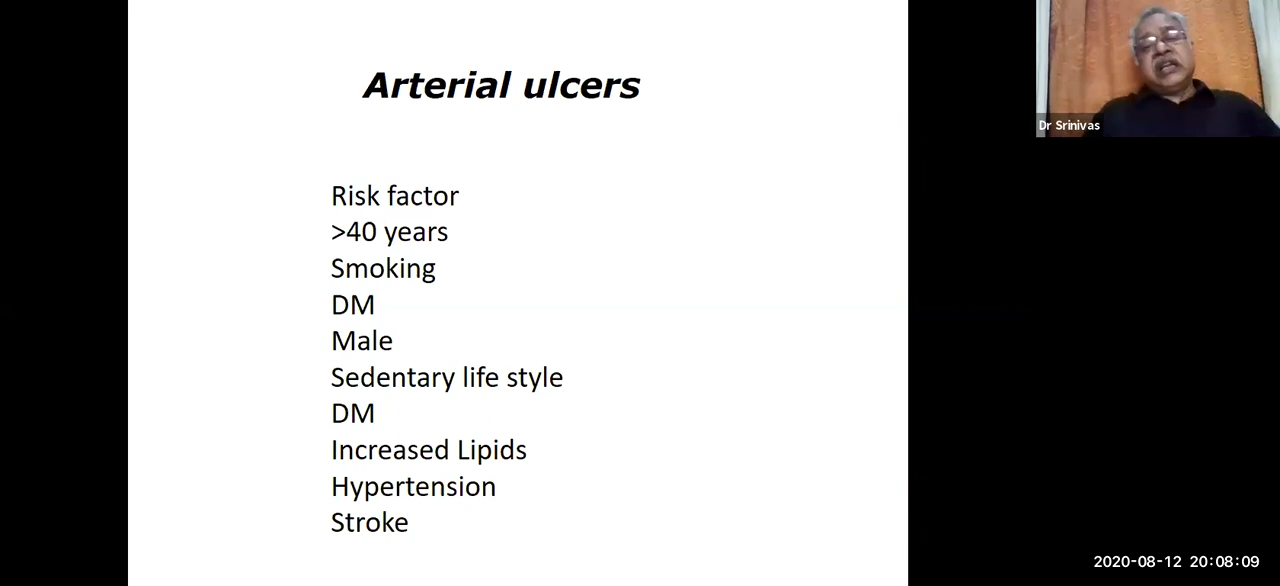 Arterial ulcers
Dr Srinivas
Risk factor
>40 years
Smoking
DM
Male
Sedentary life style
DM
Increased Lipids
Hypertension
Stroke
2020-08-12 20:08:09